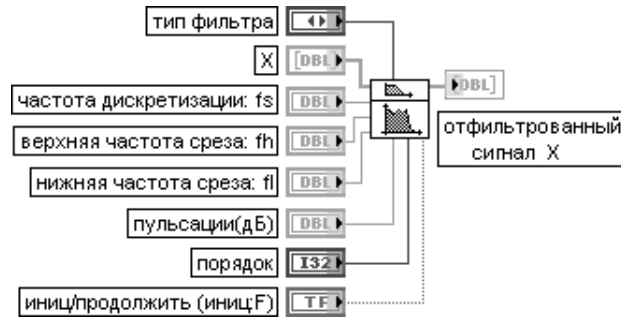 тип фильтра
X [DBL] [DBL]
частота дискретизации: fs DBL
верхняя частота среза: fh DBL
отфильтрованный
сигнал X
нижняя частота среза: fl DBL
пульсации(дБ) DBL
порядок I32
иниц/продолжить (иниц:F) TF